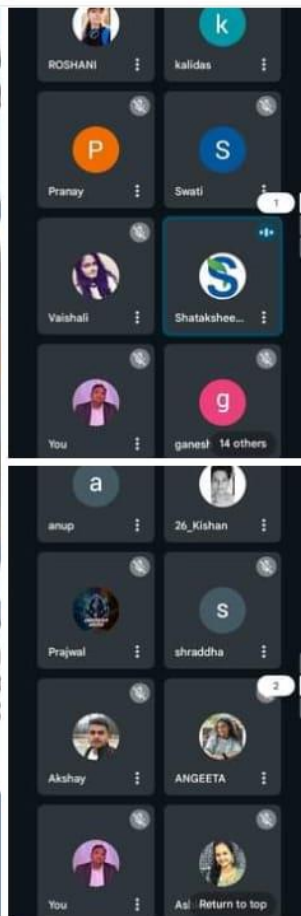 k
ROSHANI
kalidas
P
S
Pranay
Swati
1
S
Vaishali
Shatakshee...
g
You
ganesh
14 others
a
anup
26_Kishan
s
Prajwal
shraddha
2
Akshay
ANGEETA
You
Return to top